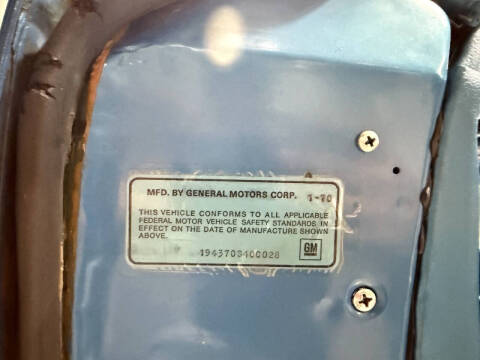 MFD. BY GENERAL MOTORS CORP. 1-70
THIS VEHICLE CONFORMS TO ALL APPLICABLE
FEDERAL MOTOR VEHICLE SAFETY STANDARDS IN
EFFECT ON THE DATE OF MANUFACTURE SHOWN
ABOVE.
GM